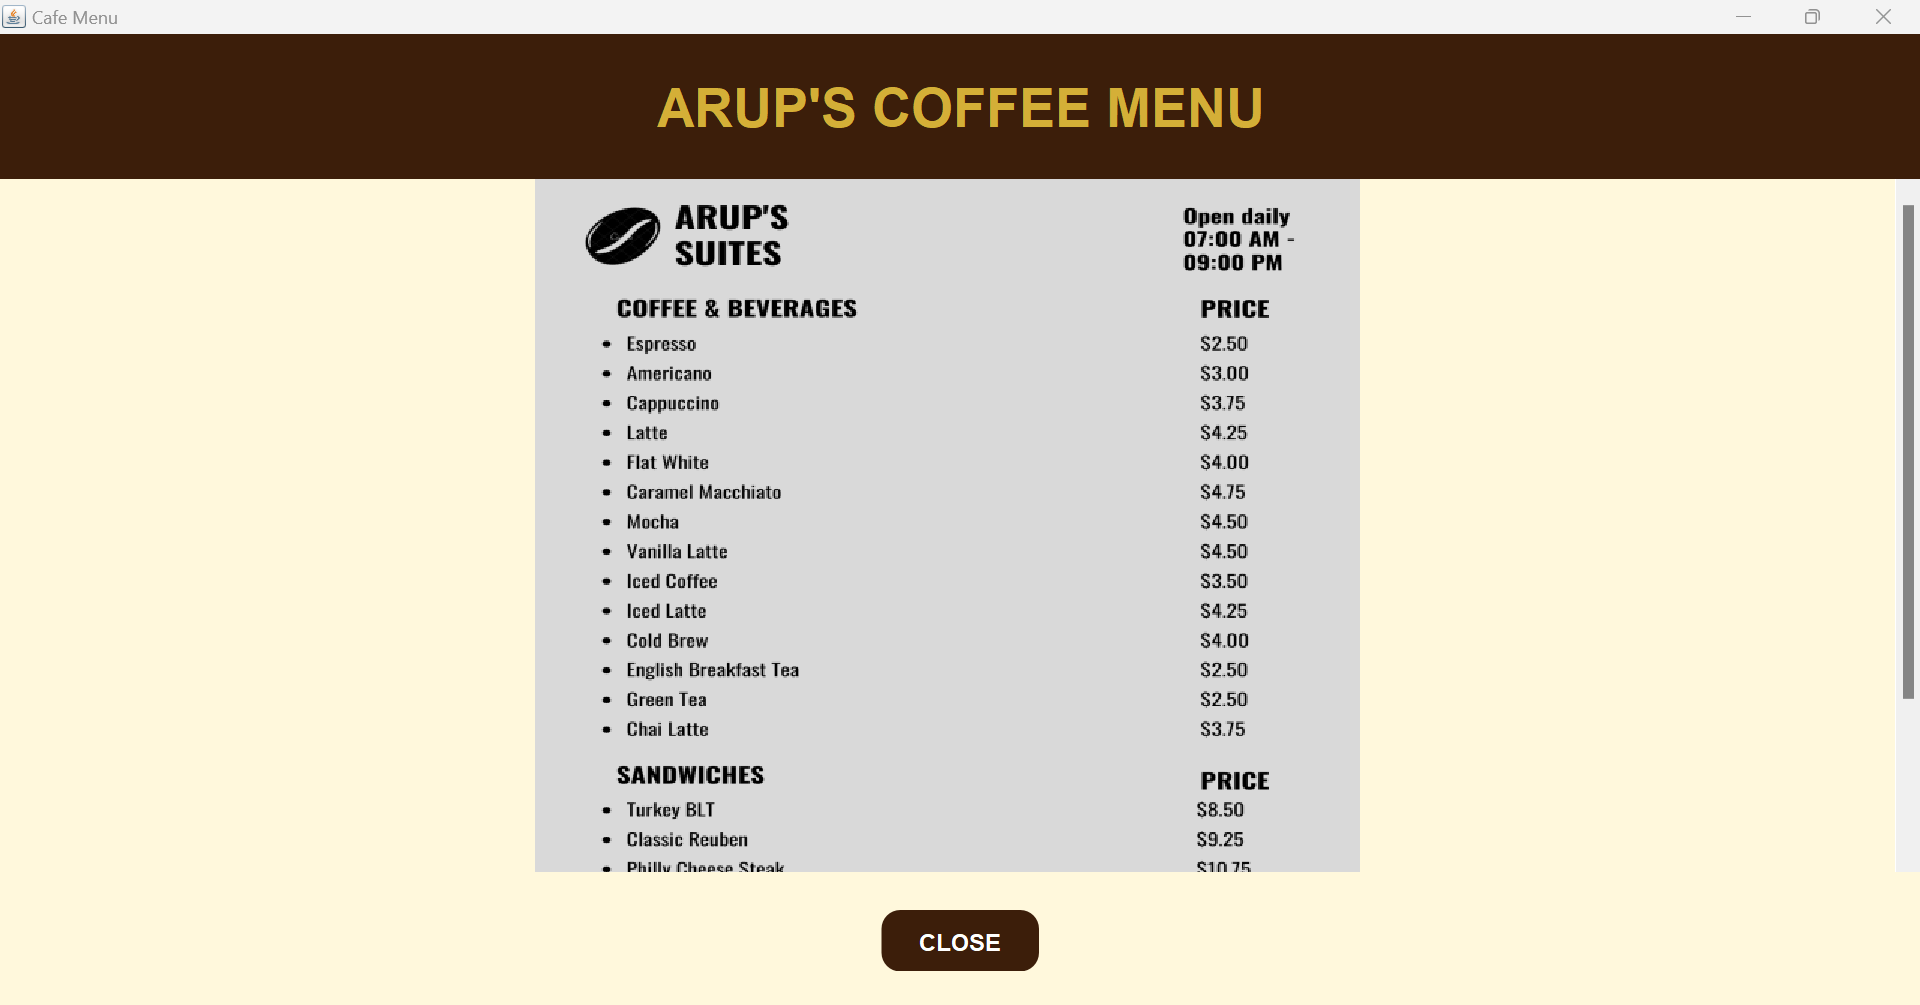 Cafe Menu
ARUP'S COFFEE MENU
ARUP'S
SUITES
Open daily
07:00 AM -
09:00 PM
COFFEE & BEVERAGES PRICE
• Espresso $2.50
• Americano $3.00
• Cappuccino $3.75
• Latte $4.25
• Flat White $4.00
• Caramel Macchiato $4.75
• Mocha $4.50
• Vanilla Latte $4.50
• Iced Coffee $3.50
• Iced Latte $4.25
• Cold Brew $4.00
• English Breakfast Tea $2.50
• Green Tea $2.50
• Chai Latte $3.75
SANDWICHES PRICE
• Turkey BLT $8.50
• Classic Reuben $9.25
• Philly Cheese Steak $10.75
CLOSE